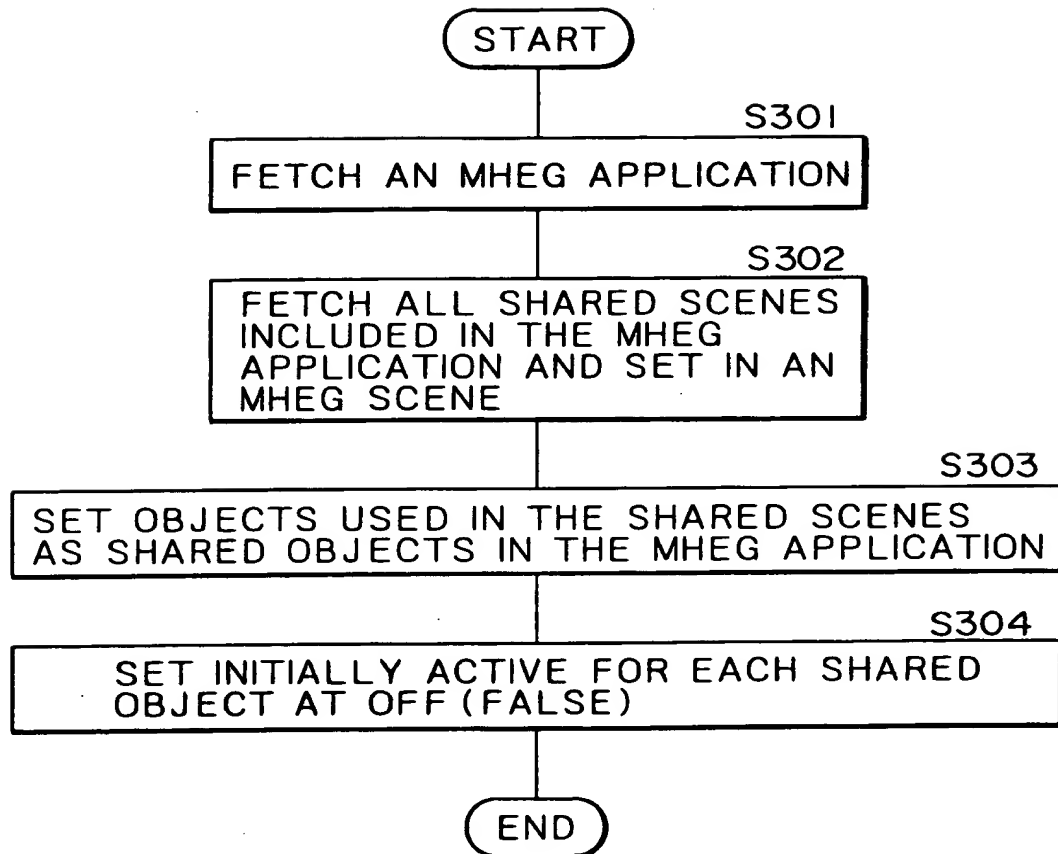 START
S301
FETCH AN MHEG APPLICATION
S302
FETCH ALL SHARED SCENES
INCLUDED IN THE MHEG
APPLICATION AND SET IN AN
MHEG SCENE
S303
SET OBJECTS USED IN THE SHARED SCENES
AS SHARED OBJECTS IN THE MHEG APPLICATION
S304
SET INITIALLY ACTIVE FOR EACH SHARED
OBJECT AT OFF (FALSE)
END